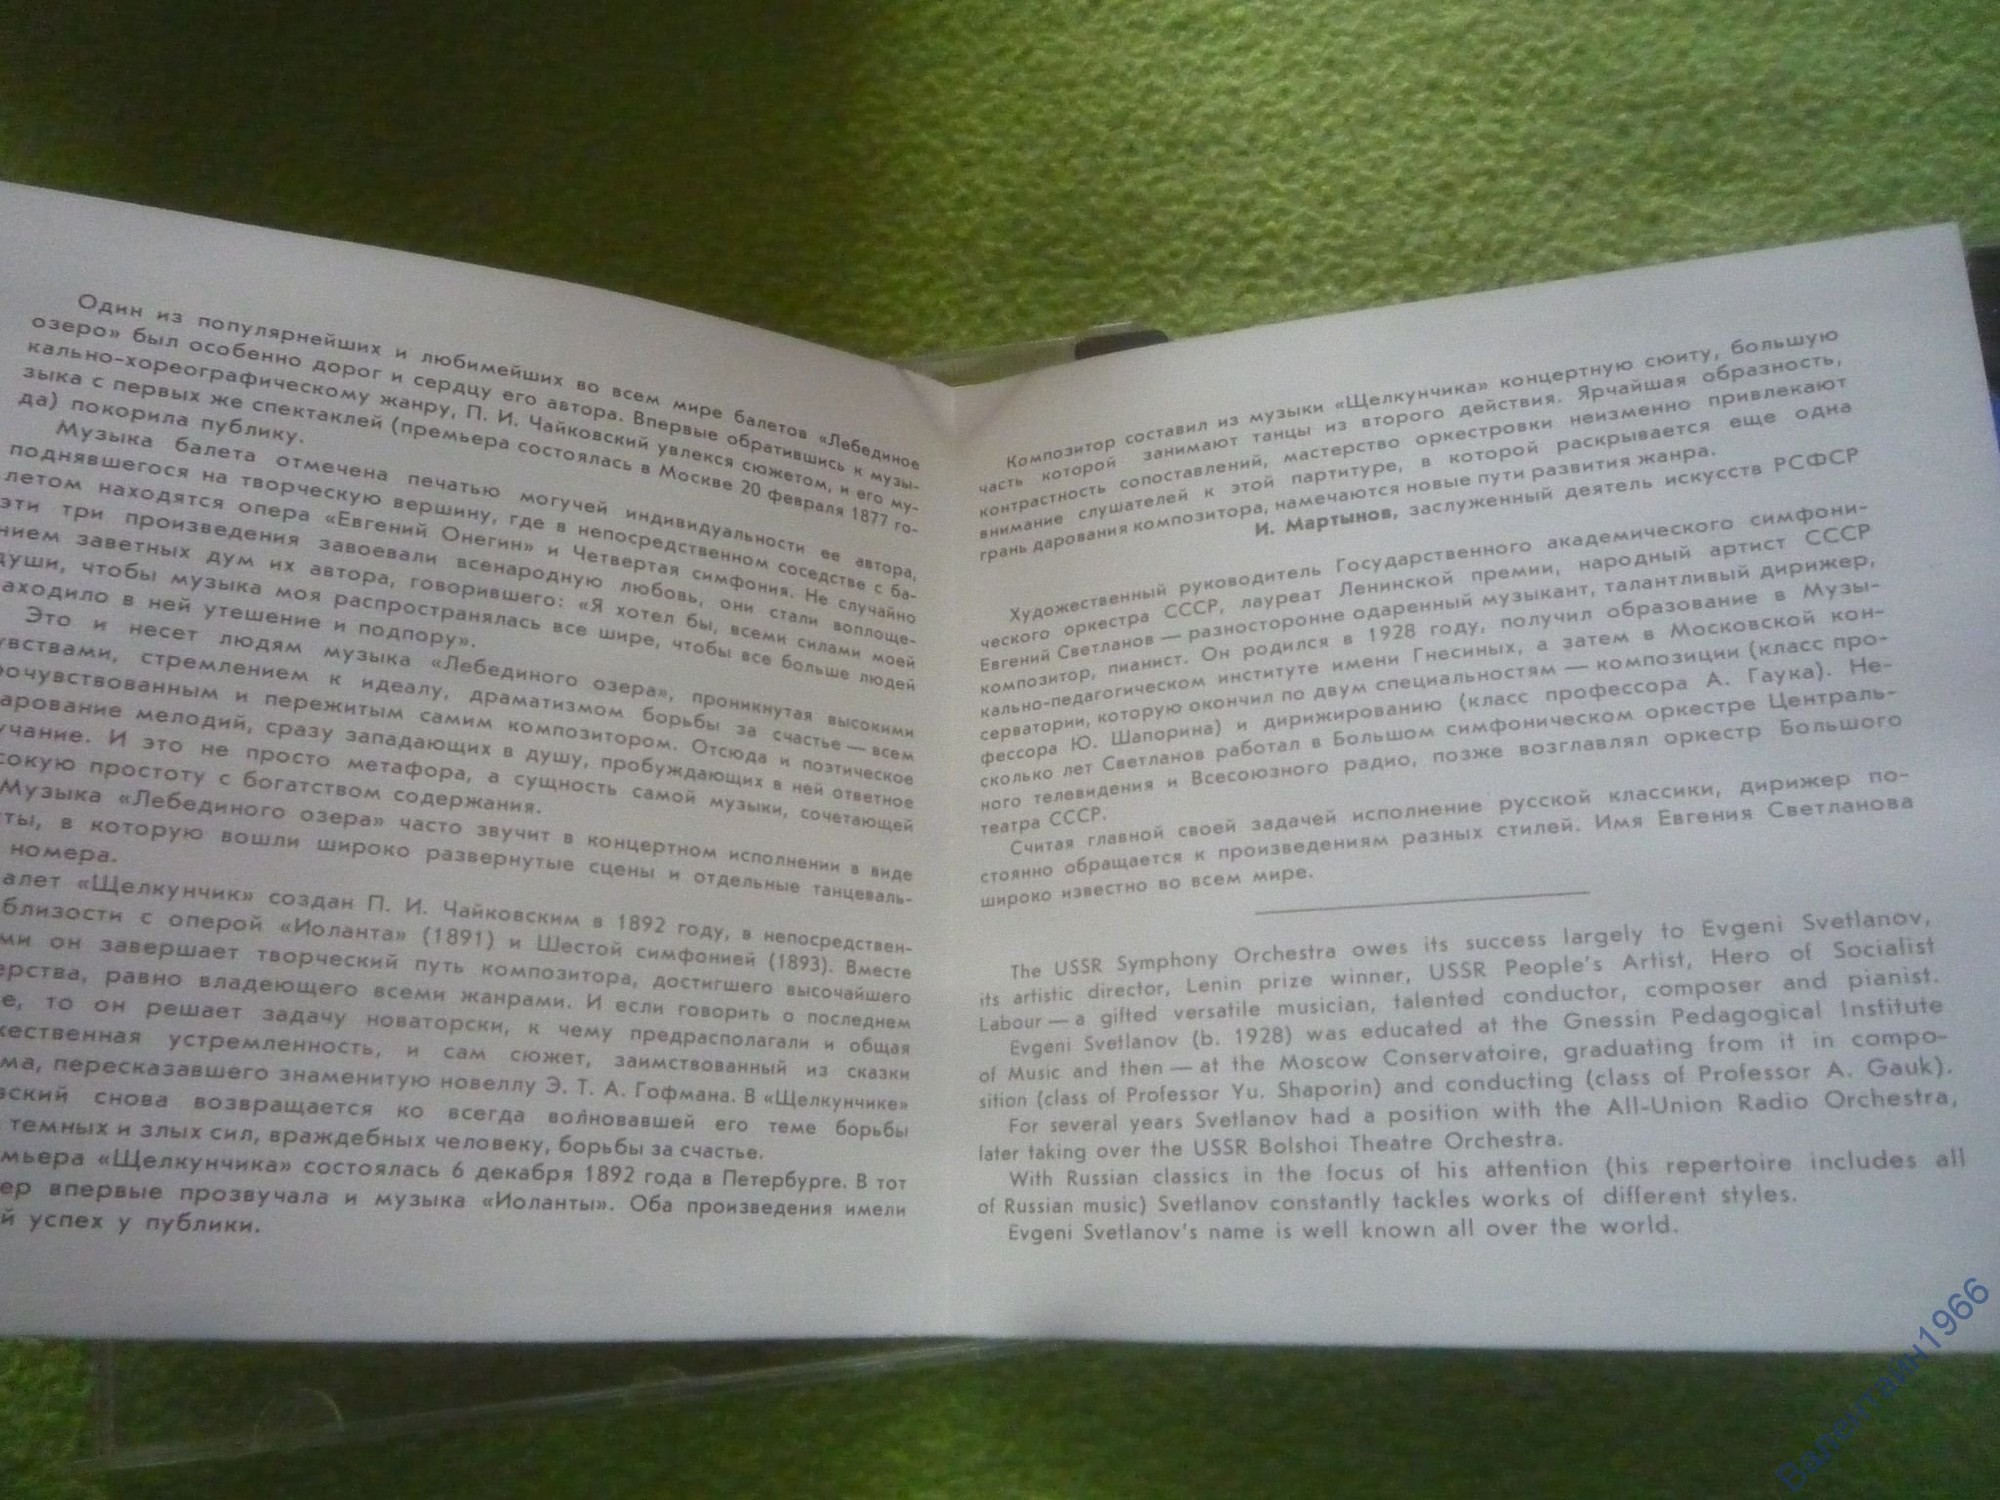 Один из популярнейших и любимейших во всем мире балетов «Лебединое
озеро» был особенно дорог и сердцу его автора. Впервые обратившись к музы-
кально-хореографическому жанру, П. И. Чайковский увлекся сюжетом, и его му-
зыка с первых же спектаклей (премьера состоялась в Москве 20 февраля 1877 го-
да) покорила публику.
Музыка балета отмечена печатью могучей индивидуальности ее автора,
поднявшегося на творческую вершину, где в непосредственном соседстве с ба-
летом находятся опера «Евгений Онегин» и Четвертая симфония. Не случайно
эти три произведения завоевали всенародную любовь, они стали воплоще-
нием заветных дум их автора, говорившего: «Я хотел бы, всеми силами моей
души, чтобы музыка моя распространялась все шире, чтобы все больше людей
аходило в ней утешение и подпору».
Это и несет людям музыка «Лебединого озера», проникнутая высокими
увствами, стремлением к идеалу, драматизмом борьбы за счастье — всем
рочувствованным и пережитым самим композитором. Отсюда и поэтическое
арование мелодий, сразу западающих в душу, пробуждающих в ней ответное
учание. И это не просто метафора, а сущность самой музыки, сочетающей
сокую простоту с богатством содержания.
Музыка «Лебединого озера» часто звучит в концертном исполнении в виде
ты, в которую вошли широко развернутые сцены и отдельные танцеваль-
номера.
алет «Щелкунчик» создан П. И. Чайковским в 1892 году, в непосредствен-
близости с оперой «Иоланта» (1891) и Шестой симфонией (1893). Вместе
ми он завершает творческий путь композитора, достигшего высочайшего
ерства, равно владеющего всеми жанрами. И если говорить о последнем
е, то он решает задачу новаторски, к чему предрасполагали и общая
жественная устремленность, и сам сюжет, заимствованный из сказки
ма, пересказавшего знаменитую новеллу Э. Т. А. Гофмана. В «Щелкунчике»
вский снова возвращается ко всегда волновавшей его теме борьбы
темных и злых сил, враждебных человеку, борьбы за счастье.
мьера «Щелкунчика» состоялась 6 декабря 1892 года в Петербурге. В тот
ер впервые прозвучала и музыка «Иоланты». Оба произведения имели
й успех у публики.
Композитор составил из музыки «Щелкунчика» концертную сюиту, большую
часть которой занимают танцы из второго действия. Ярчайшая образность,
контрастность сопоставлений, мастерство оркестровки неизменно привлекают
внимание слушателей к этой партитуре, в которой раскрывается еще одна
грань дарования композитора, намечаются новые пути развития жанра.
И. Мартынов, заслуженный деятель искусств РСФСР
Художественный руководитель Государственного академического симфони-
ческого оркестра СССР, лауреат Ленинской премии, народный артист СССР
Евгений Светланов — разносторонне одаренный музыкант, талантливый дирижер,
композитор, пианист. Он родился в 1928 году, получил образование в Музы-
кально-педагогическом институте имени Гнесиных, а затем в Московской кон-
серватории, которую окончил по двум специальностям — композиции (класс про-
фессора Ю. Шапорина) и дирижированию (класс профессора А. Гаука). Не-
сколько лет Светланов работал в Большом симфоническом оркестре Централь-
ного телевидения и Всесоюзного радио, позже возглавлял оркестр Большого
театра СССР.
Считая главной своей задачей исполнение русской классики, дирижер по-
стоянно обращается к произведениям разных стилей. Имя Евгения Светланова
широко известно во всем мире.
The USSR Symphony Orchestra owes its success largely to Evgeni Svetlanov,
its artistic director, Lenin prize winner, USSR People's Artist, Hero of Socialist
Labour — a gifted versatile musician, talented conductor, composer and pianist.
Evgeni Svetlanov (b. 1928) was educated at the Gnessin Pedagogical Institute
of Music and then — at the Moscow Conservatoire, graduating from it in compo-
sition (class of Professor Yu. Shaporin) and conducting (class of Professor A. Gauk).
For several years Svetlanov had a position with the All-Union Radio Orchestra,
later taking over the USSR Bolshoi Theatre Orchestra.
With Russian classics in the focus of his attention (his repertoire includes all
of Russian music) Svetlanov constantly tackles works of different styles.
Evgeni Svetlanov's name is well known all over the world.